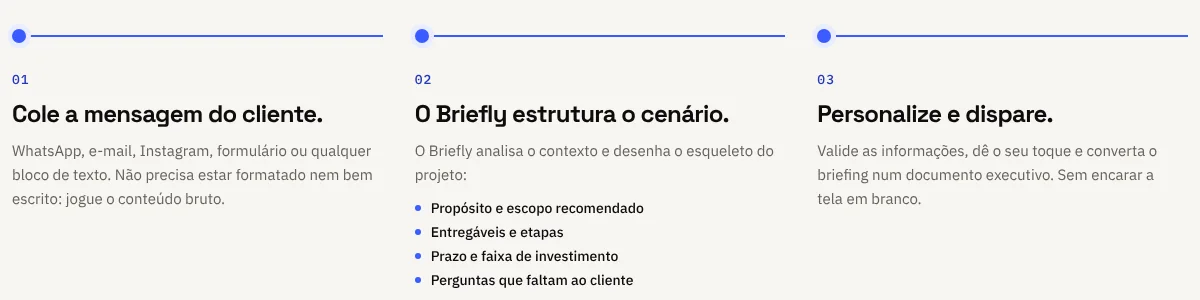 01
Cole a mensagem do cliente.
WhatsApp, e-mail, Instagram, formulário ou qualquer
bloco de texto. Não precisa estar formatado nem bem
escrito: jogue o conteúdo bruto.
02
O Briefly estrutura o cenário.
O Briefly analisa o contexto e desenha o esqueleto do
projeto:
Propósito e escopo recomendado
Entregáveis e etapas
Prazo e faixa de investimento
Perguntas que faltam ao cliente
03
Personalize e dispare.
Valide as informações, dê o seu toque e converta o
briefing num documento executivo. Sem encarar a
tela em branco.